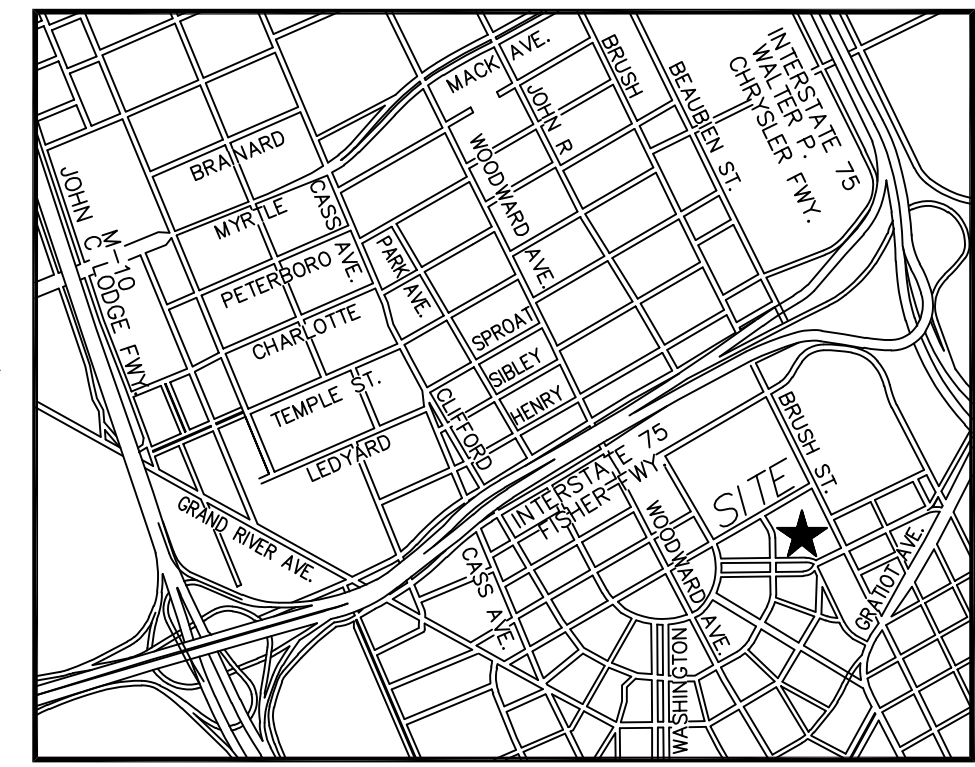 MACK AVE.
BRUSH
INTERSTATE 75
WALTER P.
CHRYSLER FWY.
BEAUBIEN ST.
JOHN R
WOODWARD AVE.
BRAINARD
JOHN C LODGE FWY.
M-10
MYRTLE
CASS AVE.
PARK AVE.
PETERBORO
CHARLOTTE
SPROAT
SIBLEY
HENRY
TEMPLE ST.
CLIFFORD
LEDYARD
BRUSH ST.
INTERSTATE 75
FISHER FWY.
SITE
GRAND RIVER AVE.
WOODWARD AVE.
CASS AVE.
GRATIOT AVE.
WASHINGTON